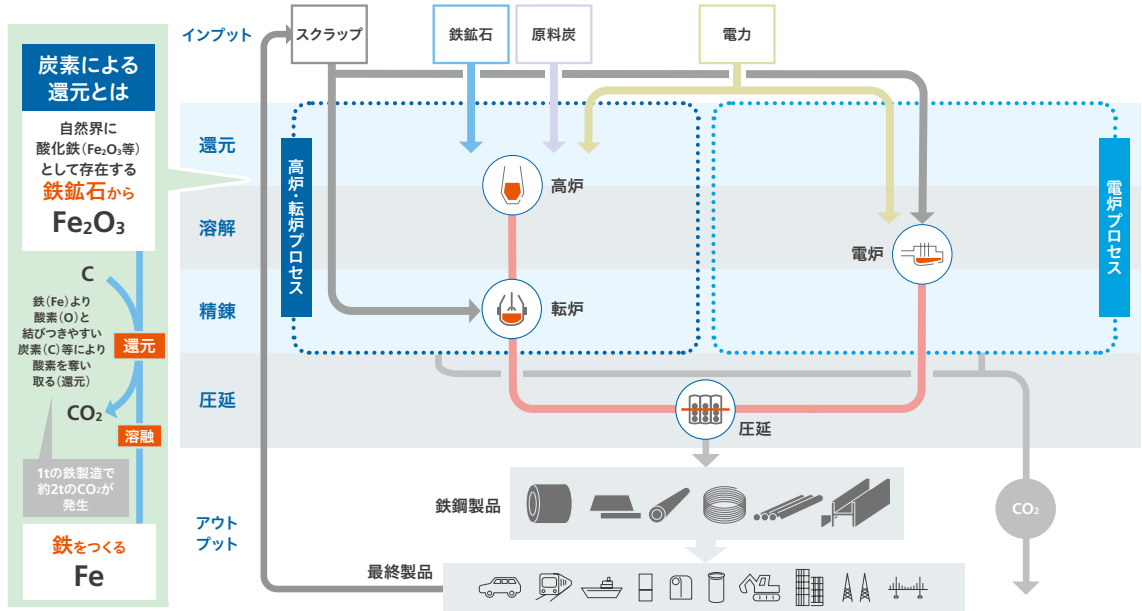 炭素による
還元とは
自然界に
酸化鉄(Fe₂O₃等)
として存在する
鉄鉱石から
Fe₂O₃
C
鉄(Fe)より
酸素(O)と
結びつきやすい
炭素(C)等により
酸素を奪い
取る(還元)
還元
CO₂
溶融
1tの鉄製造で
約2tのCO₂が
発生
鉄をつくる
Fe
インプット
スクラップ
鉄鉱石
原料炭
電力
還元
溶解
精錬
圧延
アウト
プット
高炉・転炉プロセス
高炉
転炉
電炉
電炉プロセス
圧延
鉄鋼製品
CO₂
最終製品